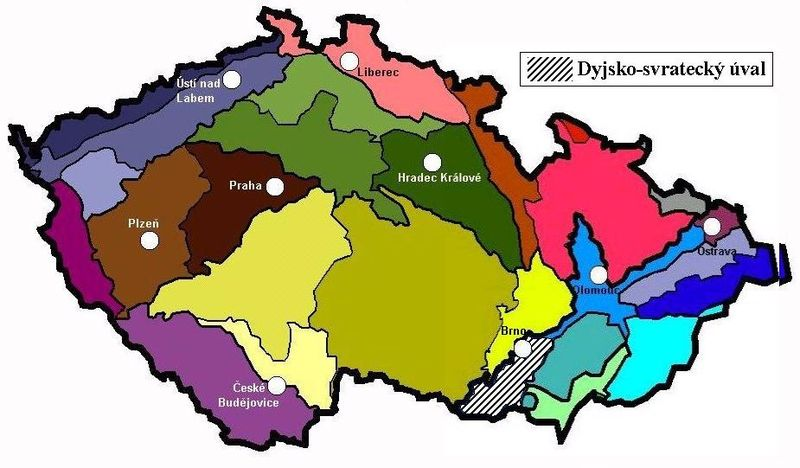 Liberec
Ústí nad
Labem
Dyjsko-svratecký úval
Praha
Hradec Králové
Plzeň
Ostrava
Olomouc
Brno
České
Budějovice